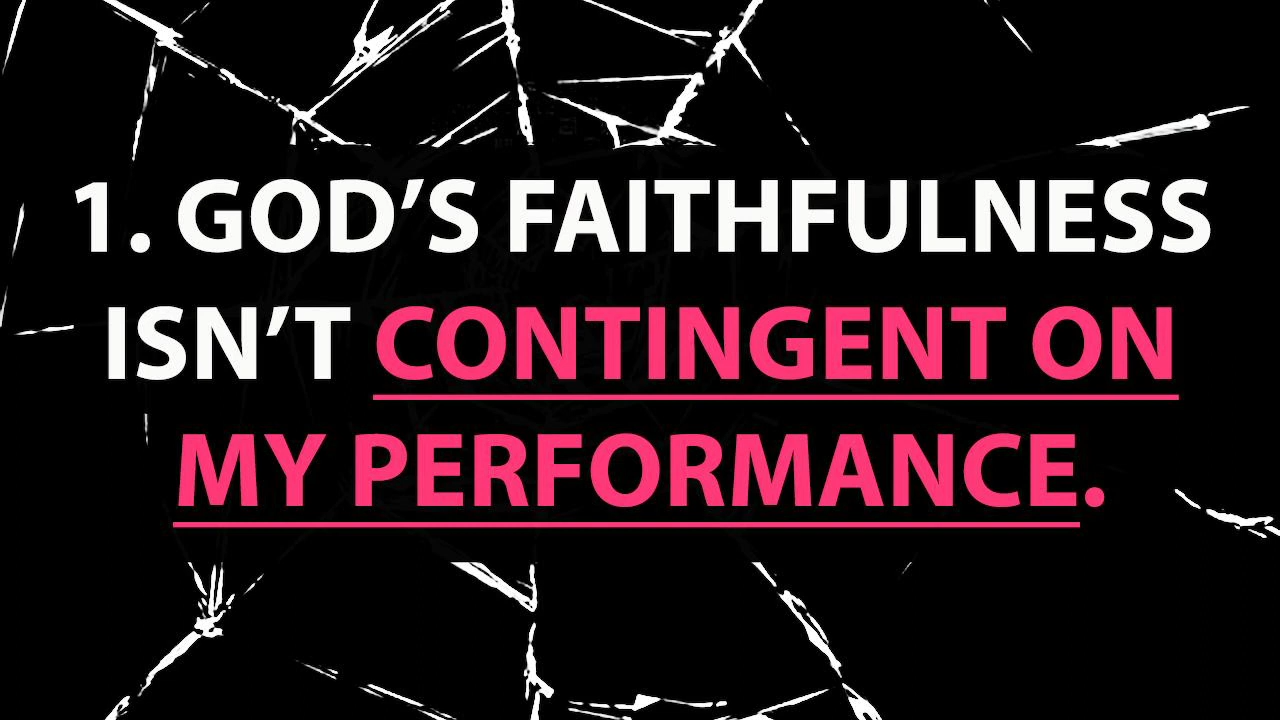 1. GOD’S FAITHFULNESS
ISN’T CONTINGENT ON
MY PERFORMANCE.